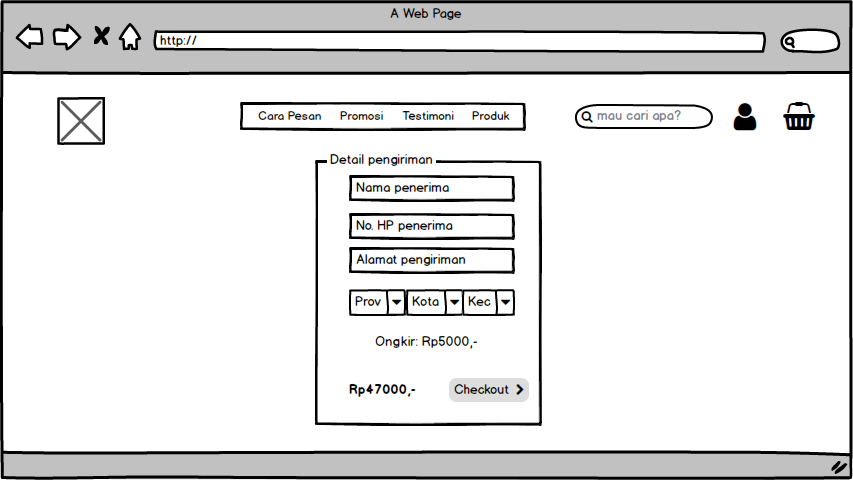 A Web Page
http://
Cara Pesan Promosi Testimoni Produk
mau cari apa?
Detail pengiriman
Nama penerima
No. HP penerima
Alamat pengiriman
Prov Kota Kec
Ongkir: Rp5000,-
Rp47000,- Checkout